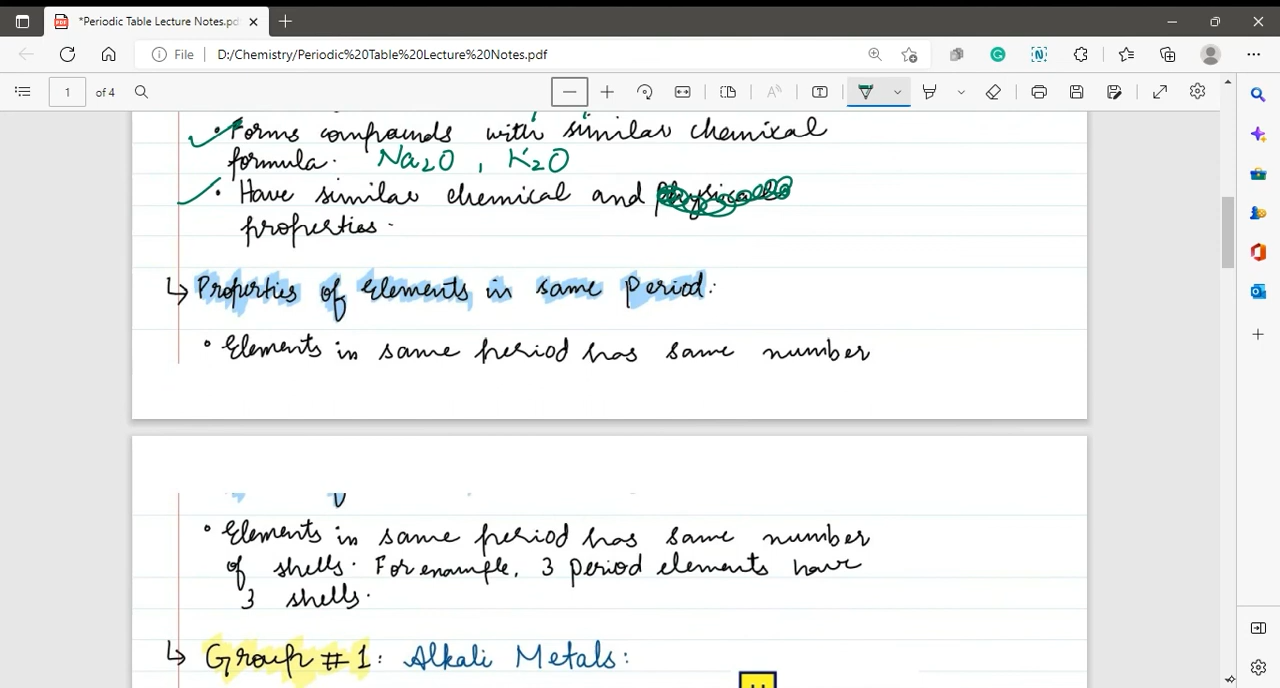 *Periodic Table Lecture Notes.pd
File
D:/Chemistry/Periodic%20Table%20Lecture%20Notes.pdf
1 of 4
• Forms compounds with similar chemical
formula. Na2O , K2O
• Have similar chemical and physical
properties.
↳ Properties of elements in same period:
• Elements in same period has same number
• Elements in same period has same number
of shells. For example, 3 period elements have
3 shells.
↳ Group # 1: Alkali Metals: